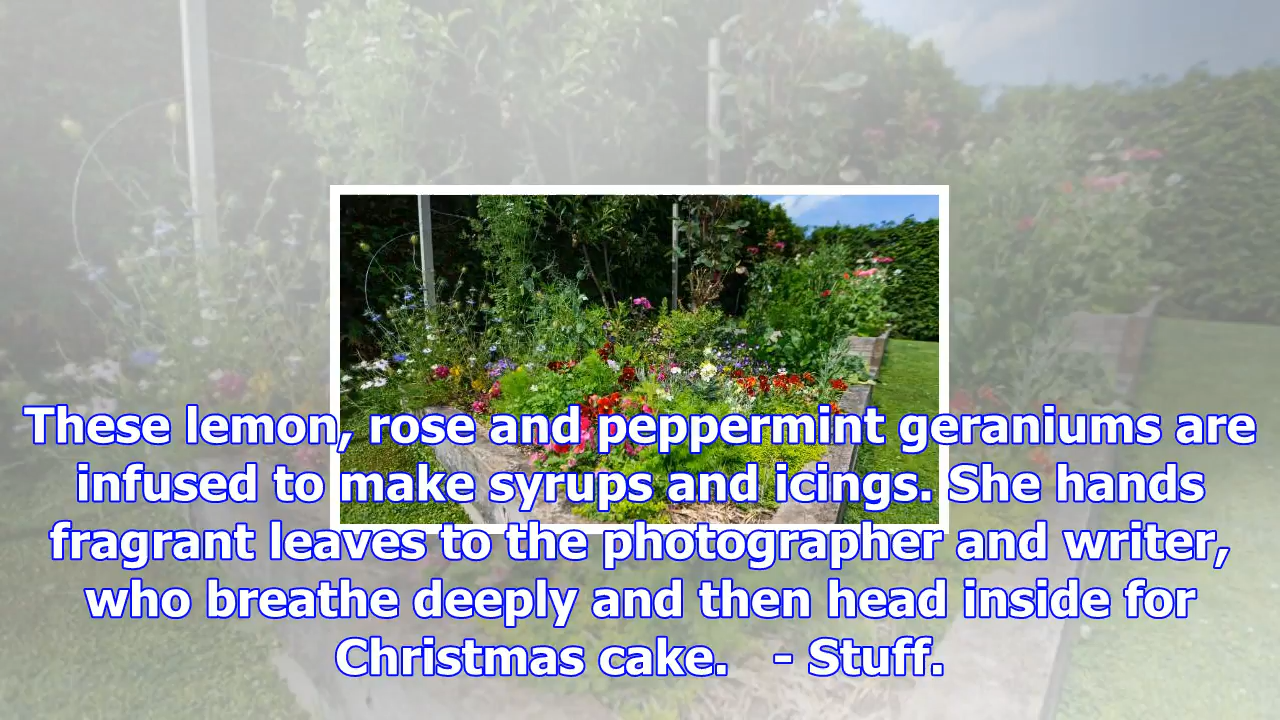 These lemon, rose and peppermint geraniums are
infused to make syrups and icings. She hands
fragrant leaves to the photographer and writer,
who breathe deeply and then head inside for
Christmas cake.   - Stuff.